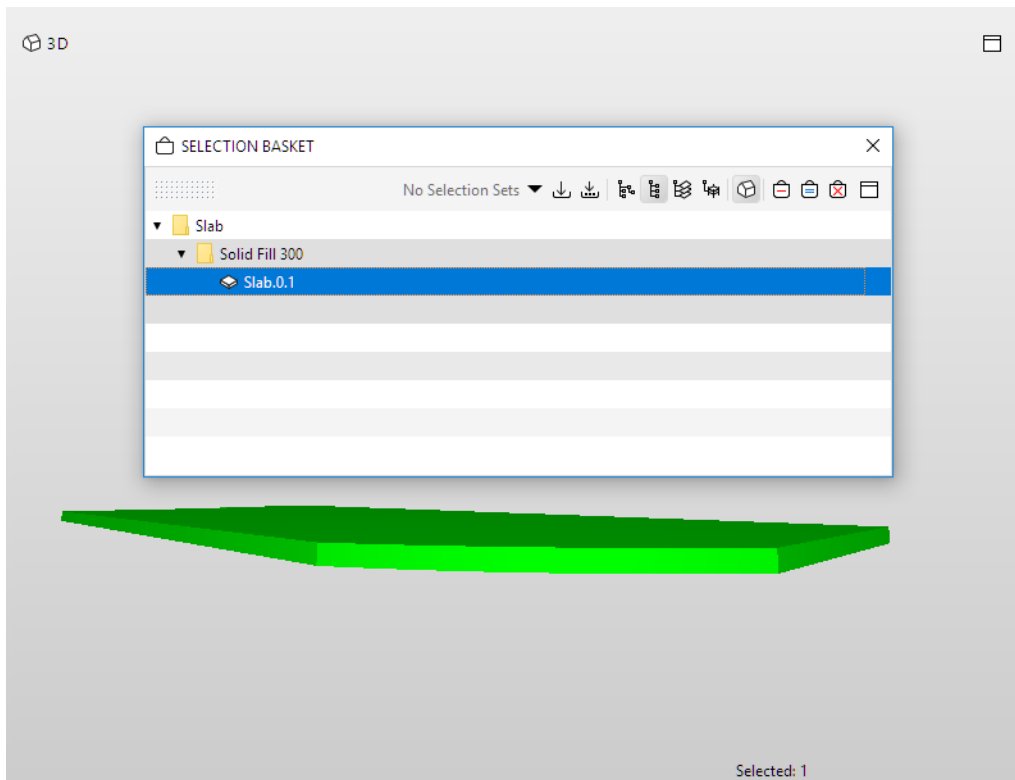 3D
SELECTION BASKET
No Selection Sets
Slab
Solid Fill 300
Slab.0.1
Selected: 1